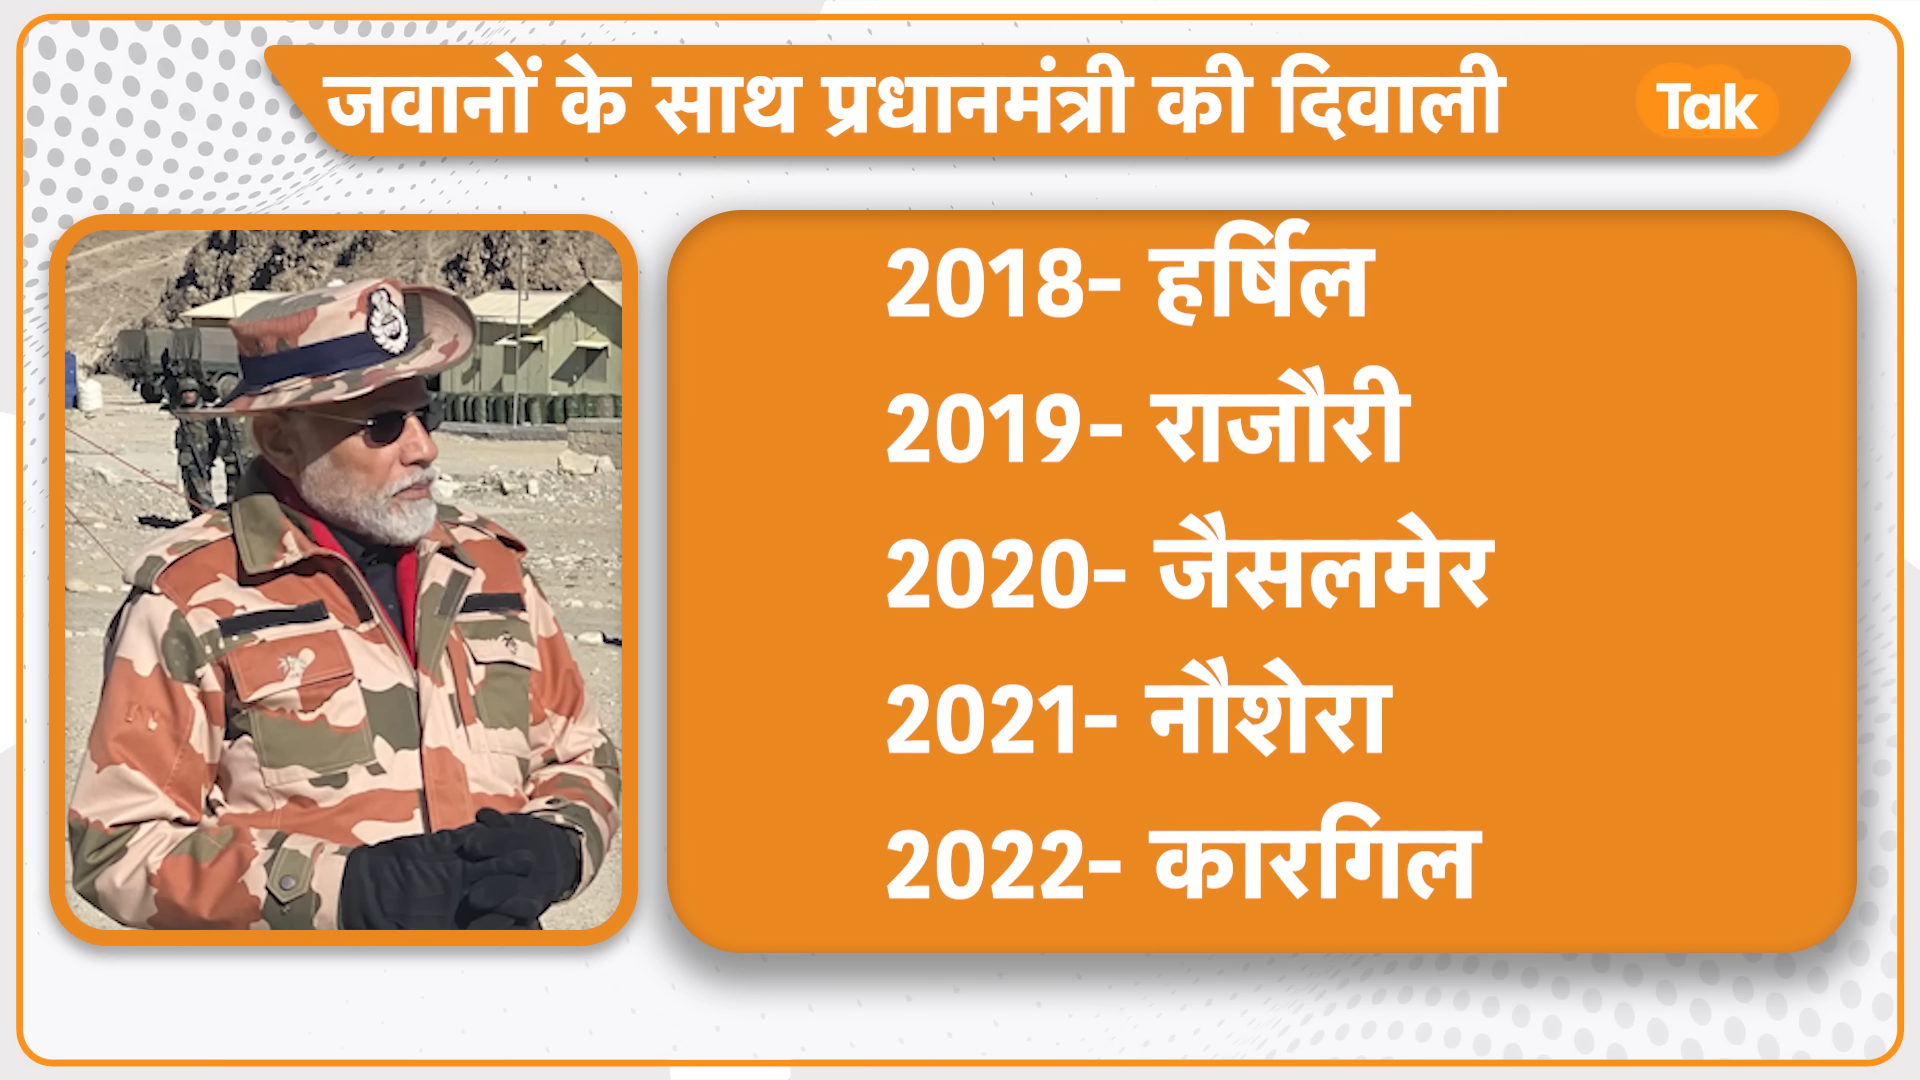 जवानों के साथ प्रधानमंत्री की दिवाली
Tak
2018- हर्षिल
2019- राजौरी
2020- जैसलमेर
2021- नौशेरा
2022- कारगिल